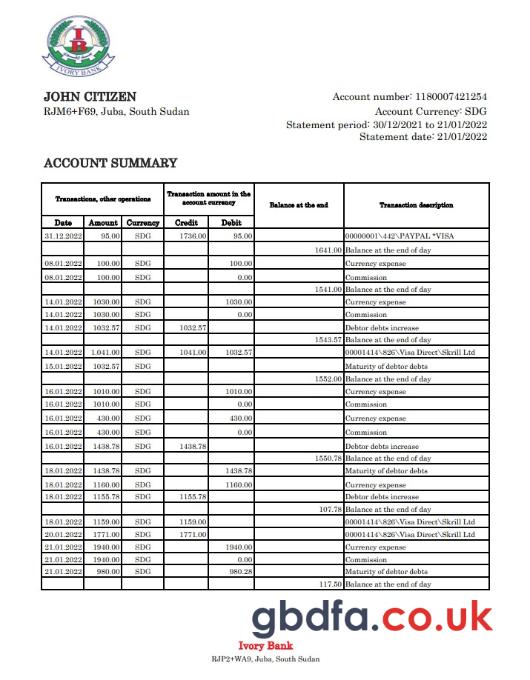 IB
IVORY BANK
JOHN CITIZEN
RJM6+F69, Juba, South Sudan
Account number: 1180007421254
Account Currency: SDG
Statement period: 30/12/2021 to 21/01/2022
Statement date: 21/01/2022
ACCOUNT SUMMARY
Transactions, other operations Transaction amount in the account currency Balance at the end Transaction description
Date Amount Currency Credit Debit
31.12.2022 95.00 SDG 1736.00 95.00 00000001\442\PAYPAL *VISA
1641.00 Balance at the end of day
08.01.2022 100.00 SDG 100.00 Currency expense
08.01.2022 100.00 SDG 0.00 Commission
1541.00 Balance at the end of day
14.01.2022 1030.00 SDG 1030.00 Currency expense
14.01.2022 1030.00 SDG 0.00 Commission
14.01.2022 1032.57 SDG 1032.57 Debtor debts increase
1543.57 Balance at the end of day
14.01.2022 1.041.00 SDG 1041.00 1032.57 00001414\826\Visa Direct\Skrill Ltd
15.01.2022 1032.57 SDG Maturity of debtor debts
1552.00 Balance at the end of day
16.01.2022 1010.00 SDG 1010.00 Currency expense
16.01.2022 1010.00 SDG 0.00 Commission
16.01.2022 430.00 SDG 430.00 Currency expense
16.01.2022 430.00 SDG 0.00 Commission
16.01.2022 1438.78 SDG 1438.78 Debtor debts increase
1550.78 Balance at the end of day
18.01.2022 1438.78 SDG 1438.78 Maturity of debtor debts
18.01.2022 1160.00 SDG 1160.00 Currency expense
18.01.2022 1155.78 SDG 1155.78 Debtor debts increase
107.78 Balance at the end of day
18.01.2022 1159.00 SDG 1159.00 00001414\826\Visa Direct\Skrill Ltd
20.01.2022 1771.00 SDG 1771.00 00001414\826\Visa Direct\Skrill Ltd
21.01.2022 1940.00 SDG 1940.00 Currency expense
21.01.2022 1940.00 SDG 0.00 Commission
21.01.2022 980.00 SDG 980.28 Maturity of debtor debts
117.50 Balance at the end of day
gbdfa.co.uk
Ivory Bank
RJP2+WA9, Juba, South Sudan